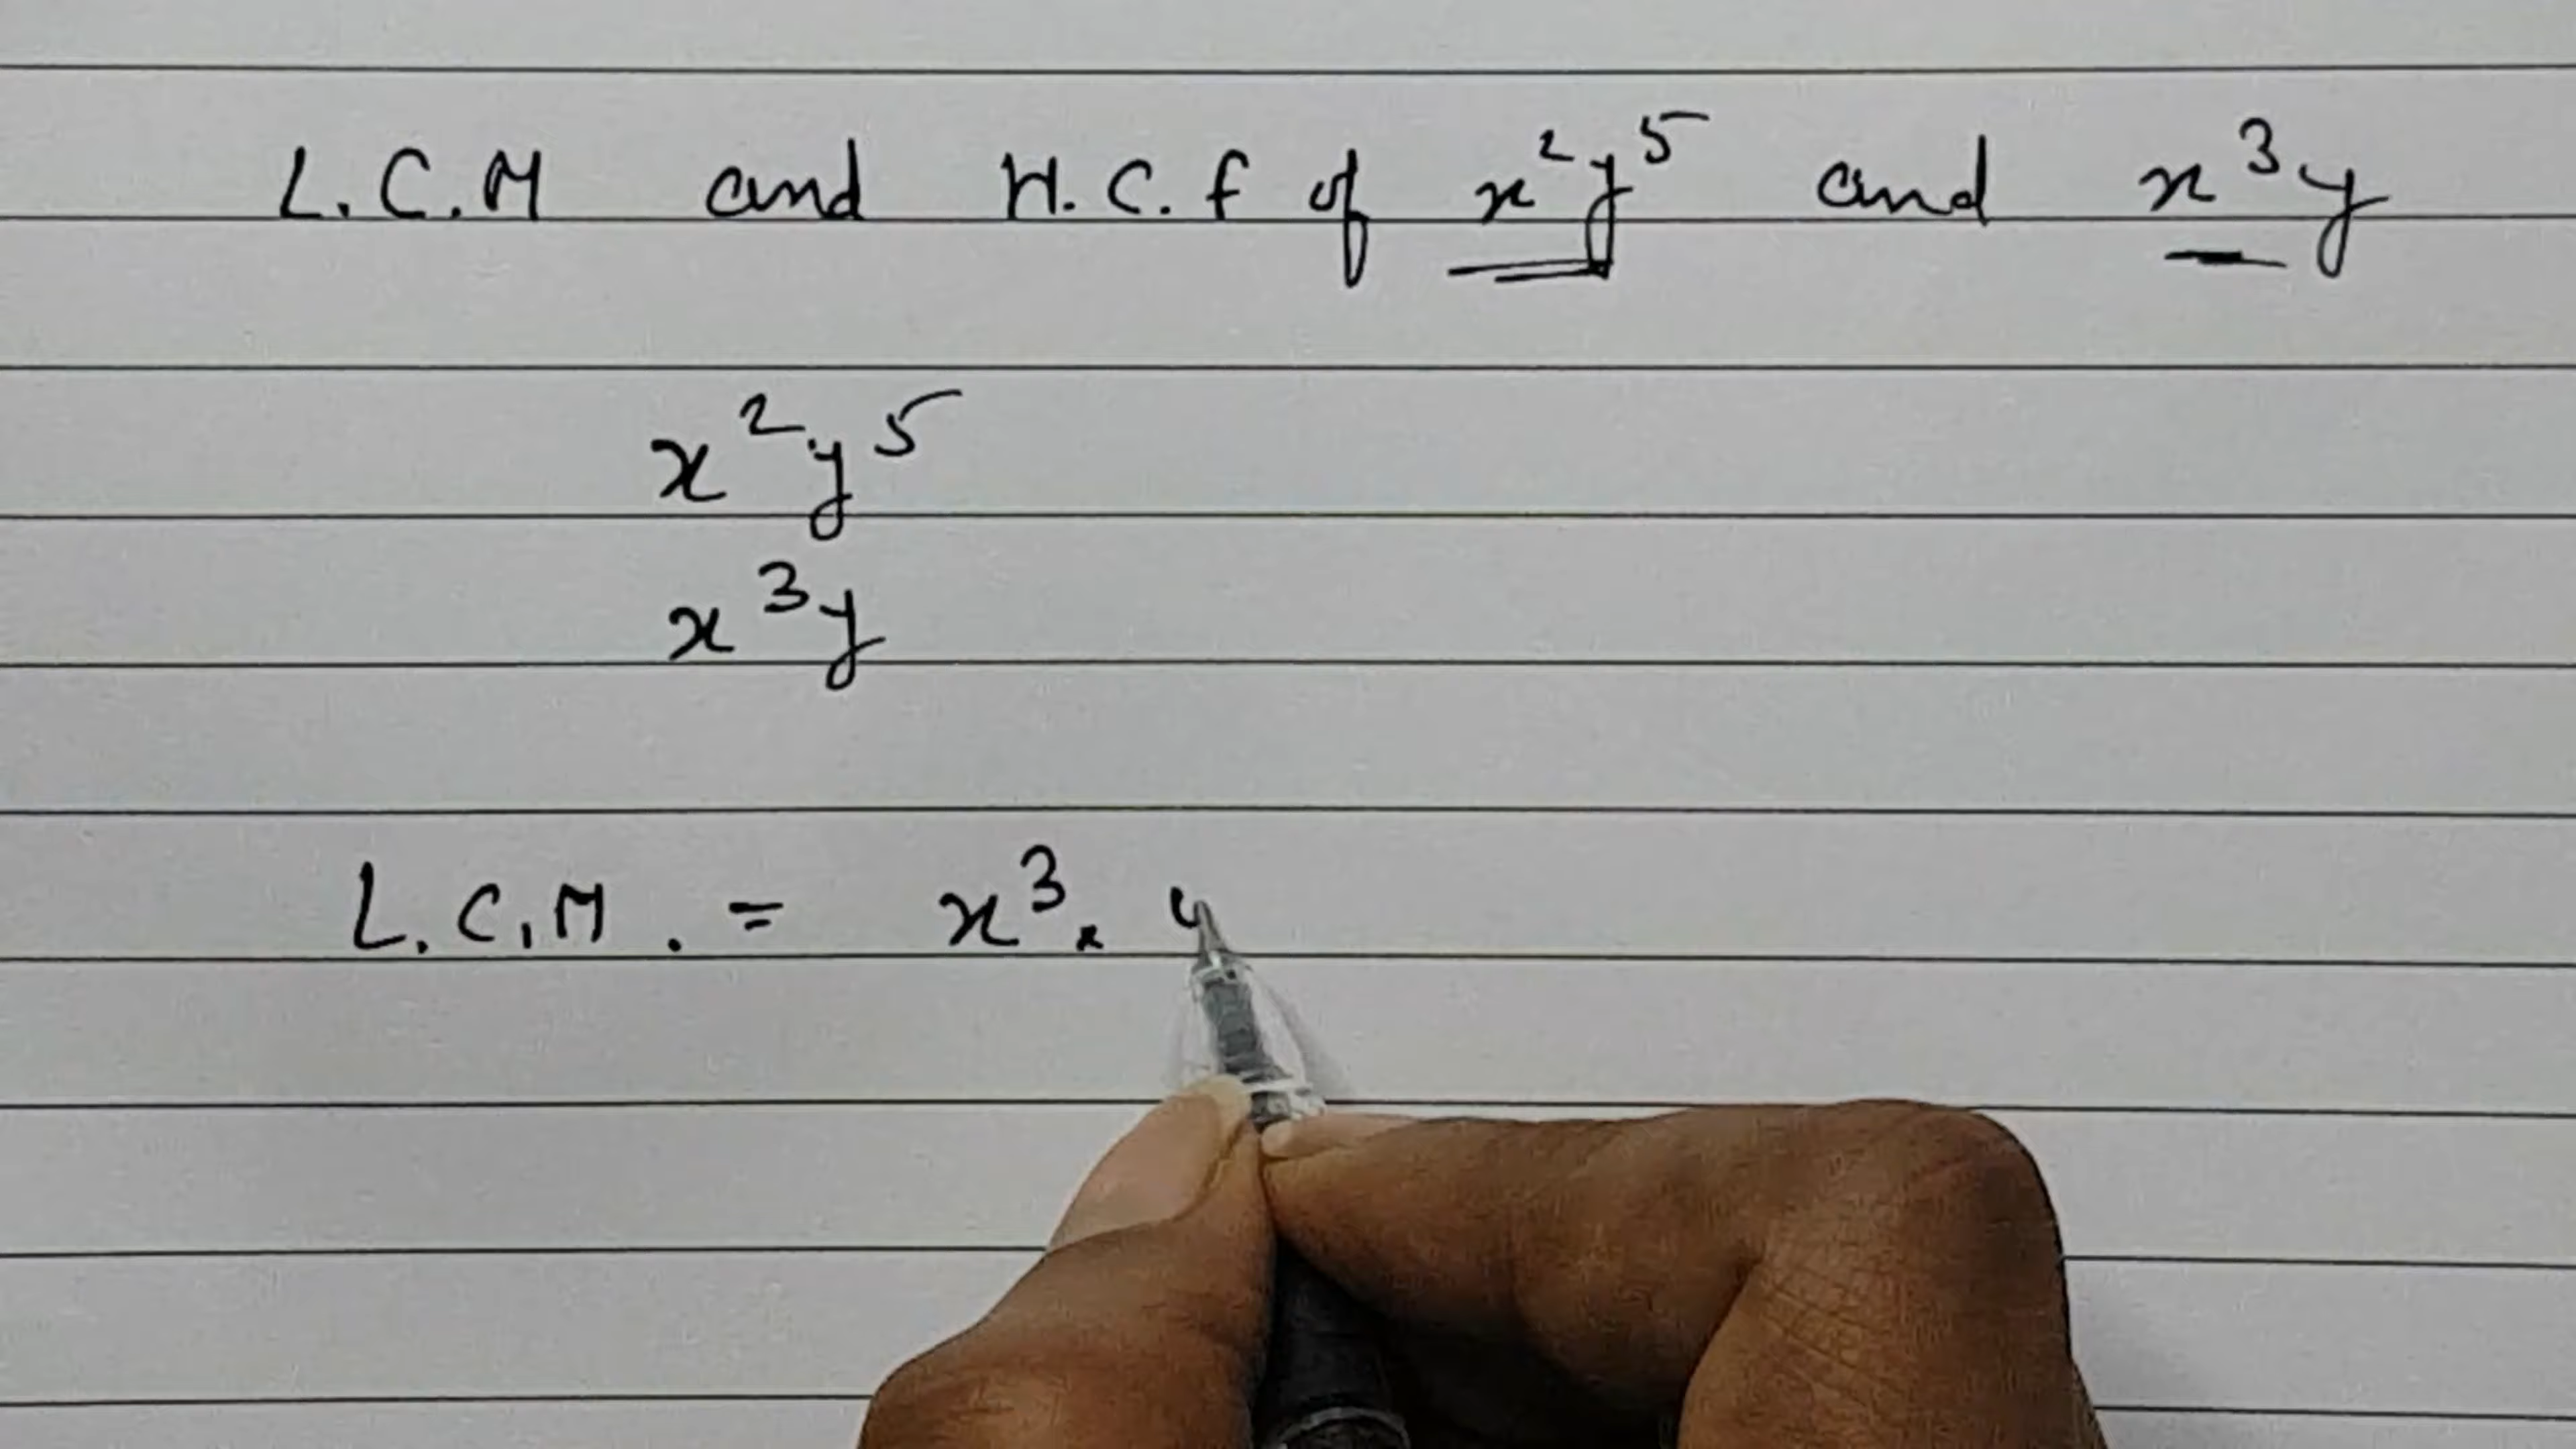 L.C.M and H.C.f of x²y⁵ and x³y
x²y⁵
x³y
L.C.M. = x³. y